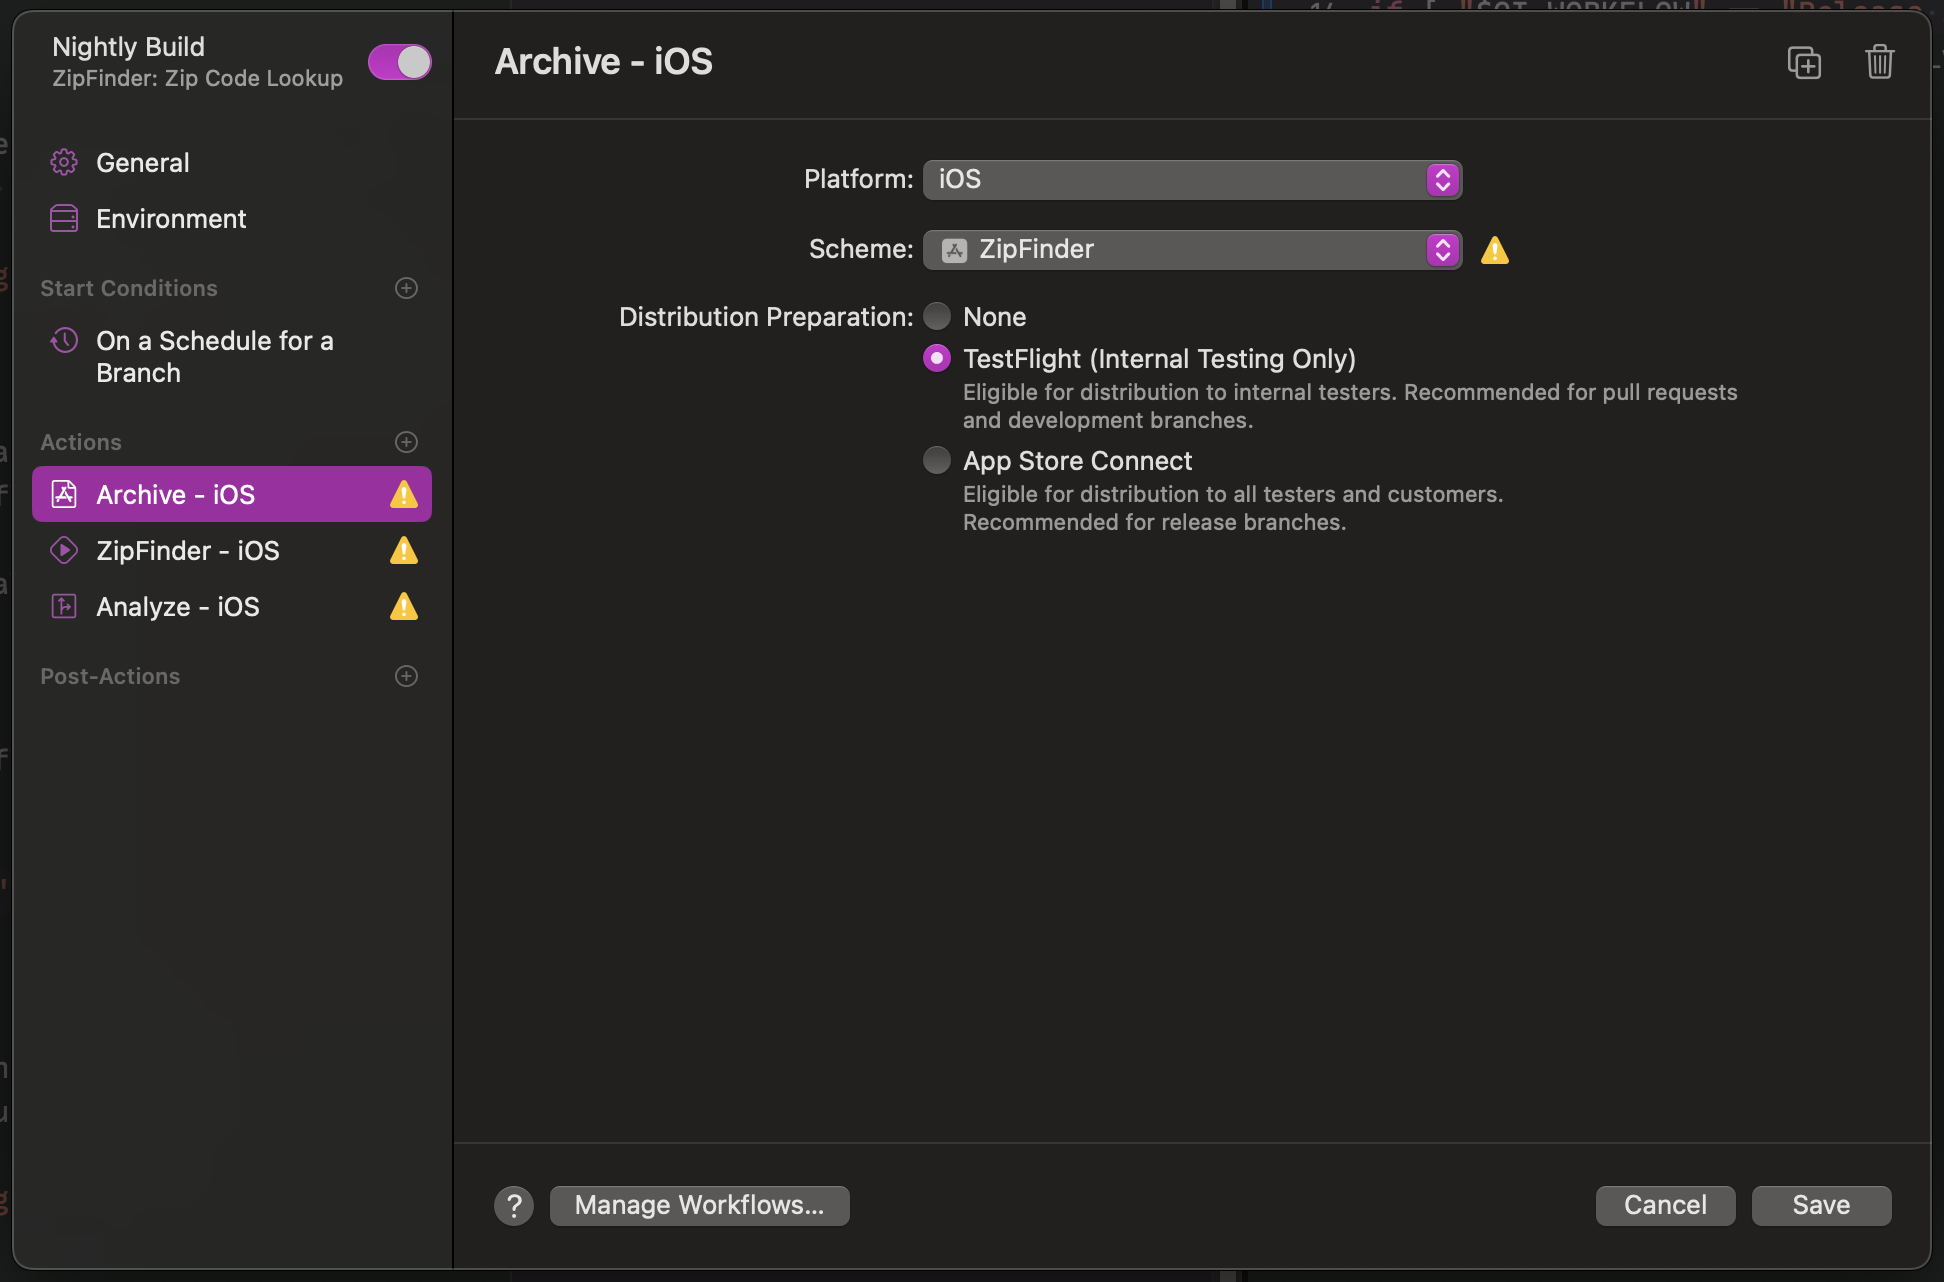 Nightly Build
ZipFinder: Zip Code Lookup
General
Environment
Start Conditions
On a Schedule for a
Branch
Actions
Archive - iOS
ZipFinder - iOS
Analyze - iOS
Post-Actions
Archive - iOS
Platform: iOS
Scheme: ZipFinder
Distribution Preparation: None
TestFlight (Internal Testing Only)
Eligible for distribution to internal testers. Recommended for pull requests
and development branches.
App Store Connect
Eligible for distribution to all testers and customers.
Recommended for release branches.
? Manage Workflows...
Cancel
Save